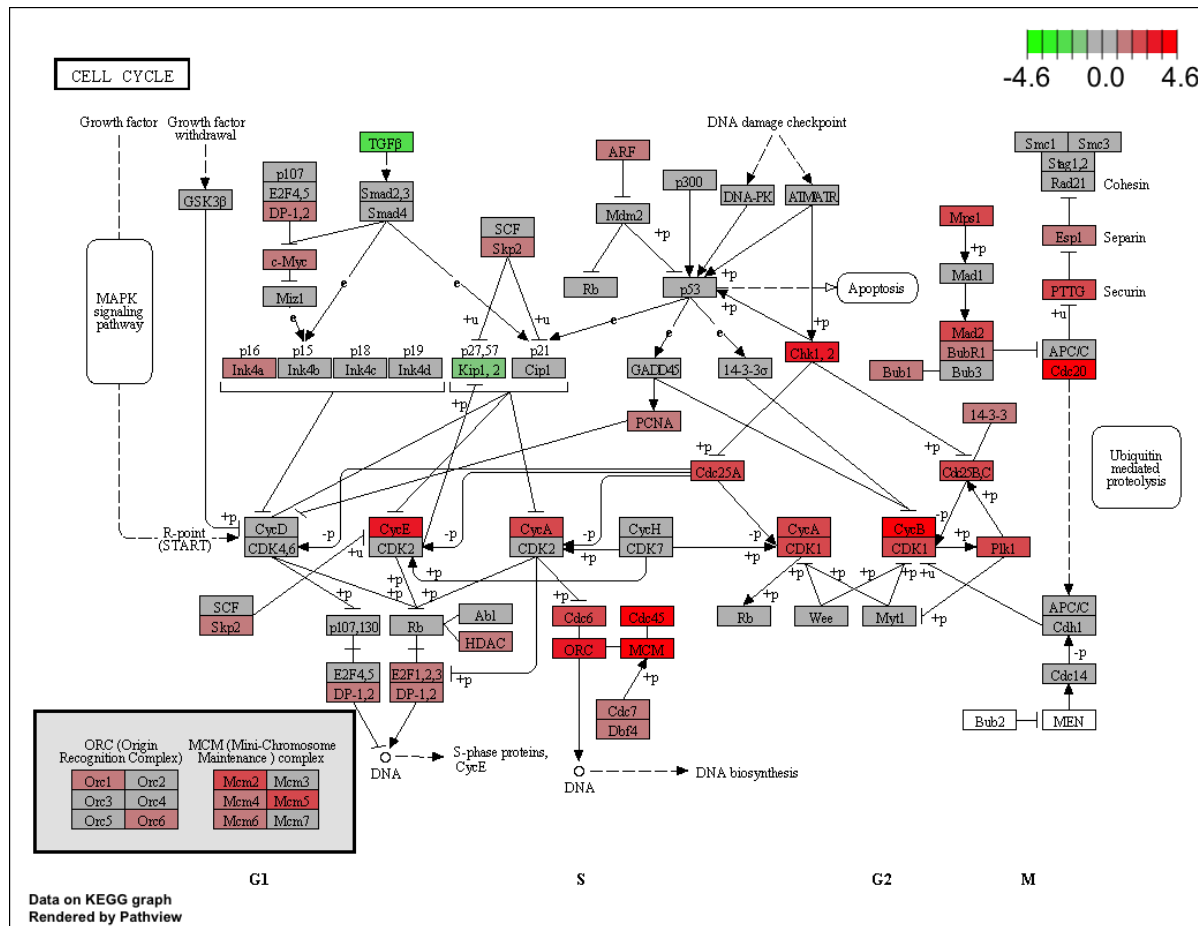 -4.6 0.0 4.6
CELL CYCLE
Growth factor
Growth factor
withdrawal
TGFβ
DNA damage checkpoint
Smc1 Smc3
Stag1,2
Rad21
Cohesin
ARF
p107
E2F4,5
DP-1,2
Smad2,3
Smad4
GSK3β
p300
DNA-PK
ATM/ATR
Mdm2
+p
SCF
Skp2
Mps1
+p
Esp1
Separin
c-Myc
Mad1
Rb
p53
+p
Apoptosis
Miz1
MAPK
signaling
pathway
PTTG
Securin
+u
e
e
e
e
e
e
+u
+u
+p
+p
Mad2
BubR1
Bub3
Bub1
APC/C
Cdc20
p16
Ink4a
p15
Ink4b
p18
Ink4c
p19
Ink4d
p27,57
Kip1, 2
p21
Cip1
GADD45
14-3-3σ
Chk1, 2
+p
PCNA
14-3-3
+p
Cdc25A
+p
Cdc25B,C
Ubiquitin
mediated
proteolysis
R-point
(START)
+p
CycD
CDK4,6
-p
CycE
CDK2
-p
+u
CycA
CDK2
-p
+p
CycH
CDK7
-p
+p
CycA
CDK1
CycB
CDK1
-p
+p
+u
+p
Plk1
+p
+p
+p
+p
+p
+p
+p
SCF
Skp2
p107,130
Rb
Abl
HDAC
Cdc6
Cdc45
ORC
MCM
+p
Rb
Wee
Myt1
APC/C
Cdh1
-p
Cdc14
E2F4,5
DP-1,2
E2F1,2,3
DP-1,2
+p
Cdc7
Dbf4
Bub2
MEN
DNA
S-phase proteins,
CycE
DNA
DNA biosynthesis
ORC (Origin
Recognition Complex)
MCM (Mini-Chromosome
Maintenance ) complex
Orc1 Orc2 Mcm2 Mcm3
Orc3 Orc4 Mcm4 Mcm5
Orc5 Orc6 Mcm6 Mcm7
G1 S G2 M
Data on KEGG graph
Rendered by Pathview